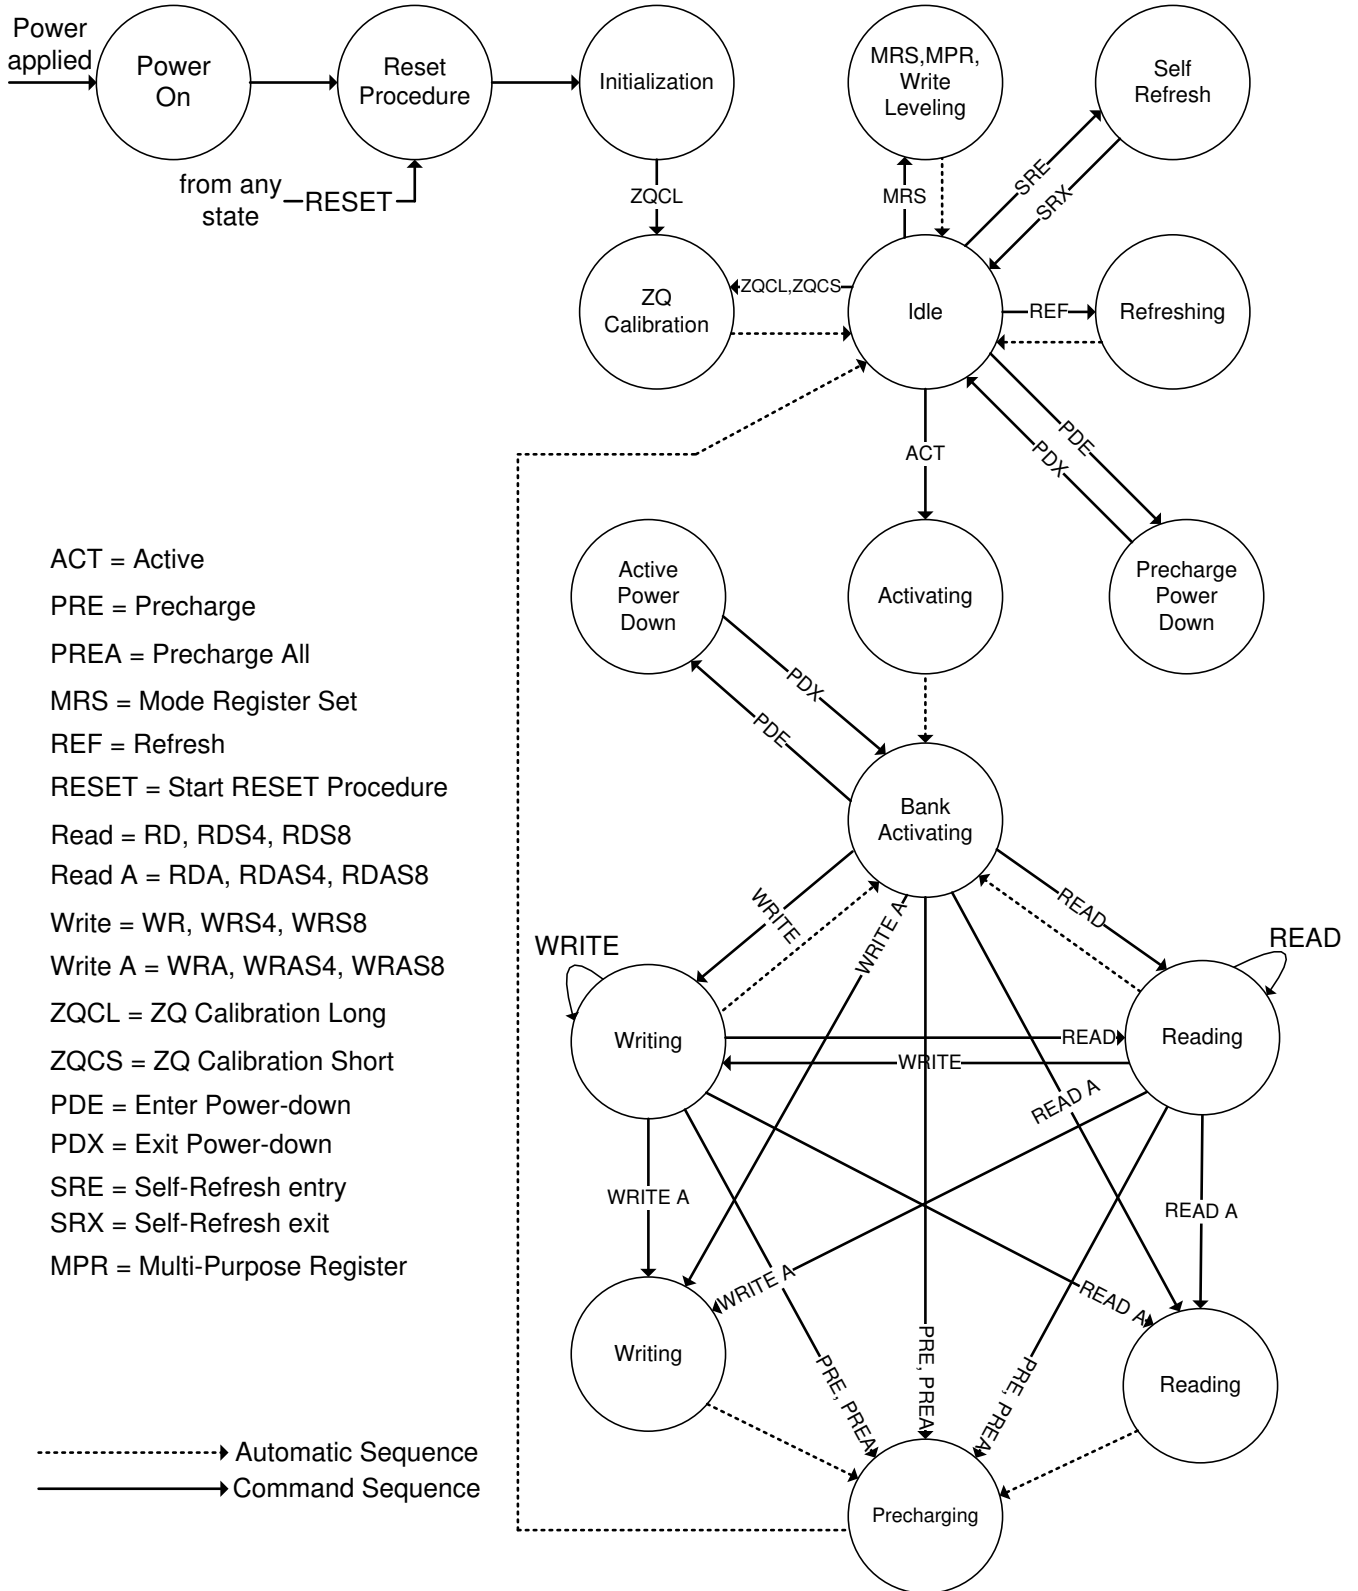 Power
applied
Power
On
Reset
Procedure
Initialization
MRS,MPR,
Write
Leveling
Self
Refresh
from any
state
RESET
ZQCL
MRS
SRE
SRX
ZQ
Calibration
ZQCL,ZQCS
Idle
REF
Refreshing
ACT
PDE
PDX
Active
Power
Down
Activating
Precharge
Power
Down
PDX
PDE
Bank
Activating
ACT = Active
PRE = Precharge
PREA = Precharge All
MRS = Mode Register Set
REF = Refresh
RESET = Start RESET Procedure
Read = RD, RDS4, RDS8
Read A = RDA, RDAS4, RDAS8
Write = WR, WRS4, WRS8
Write A = WRA, WRAS4, WRAS8
ZQCL = ZQ Calibration Long
ZQCS = ZQ Calibration Short
PDE = Enter Power-down
PDX = Exit Power-down
SRE = Self-Refresh entry
SRX = Self-Refresh exit
MPR = Multi-Purpose Register
WRITE
WRITE
WRITE A
READ
READ
Writing
READ
Reading
WRITE
READ A
WRITE A
READ A
WRITE A
READ A
Writing
PRE, PREA
PRE, PREA
PRE, PREA
Reading
Precharging
Automatic Sequence
Command Sequence